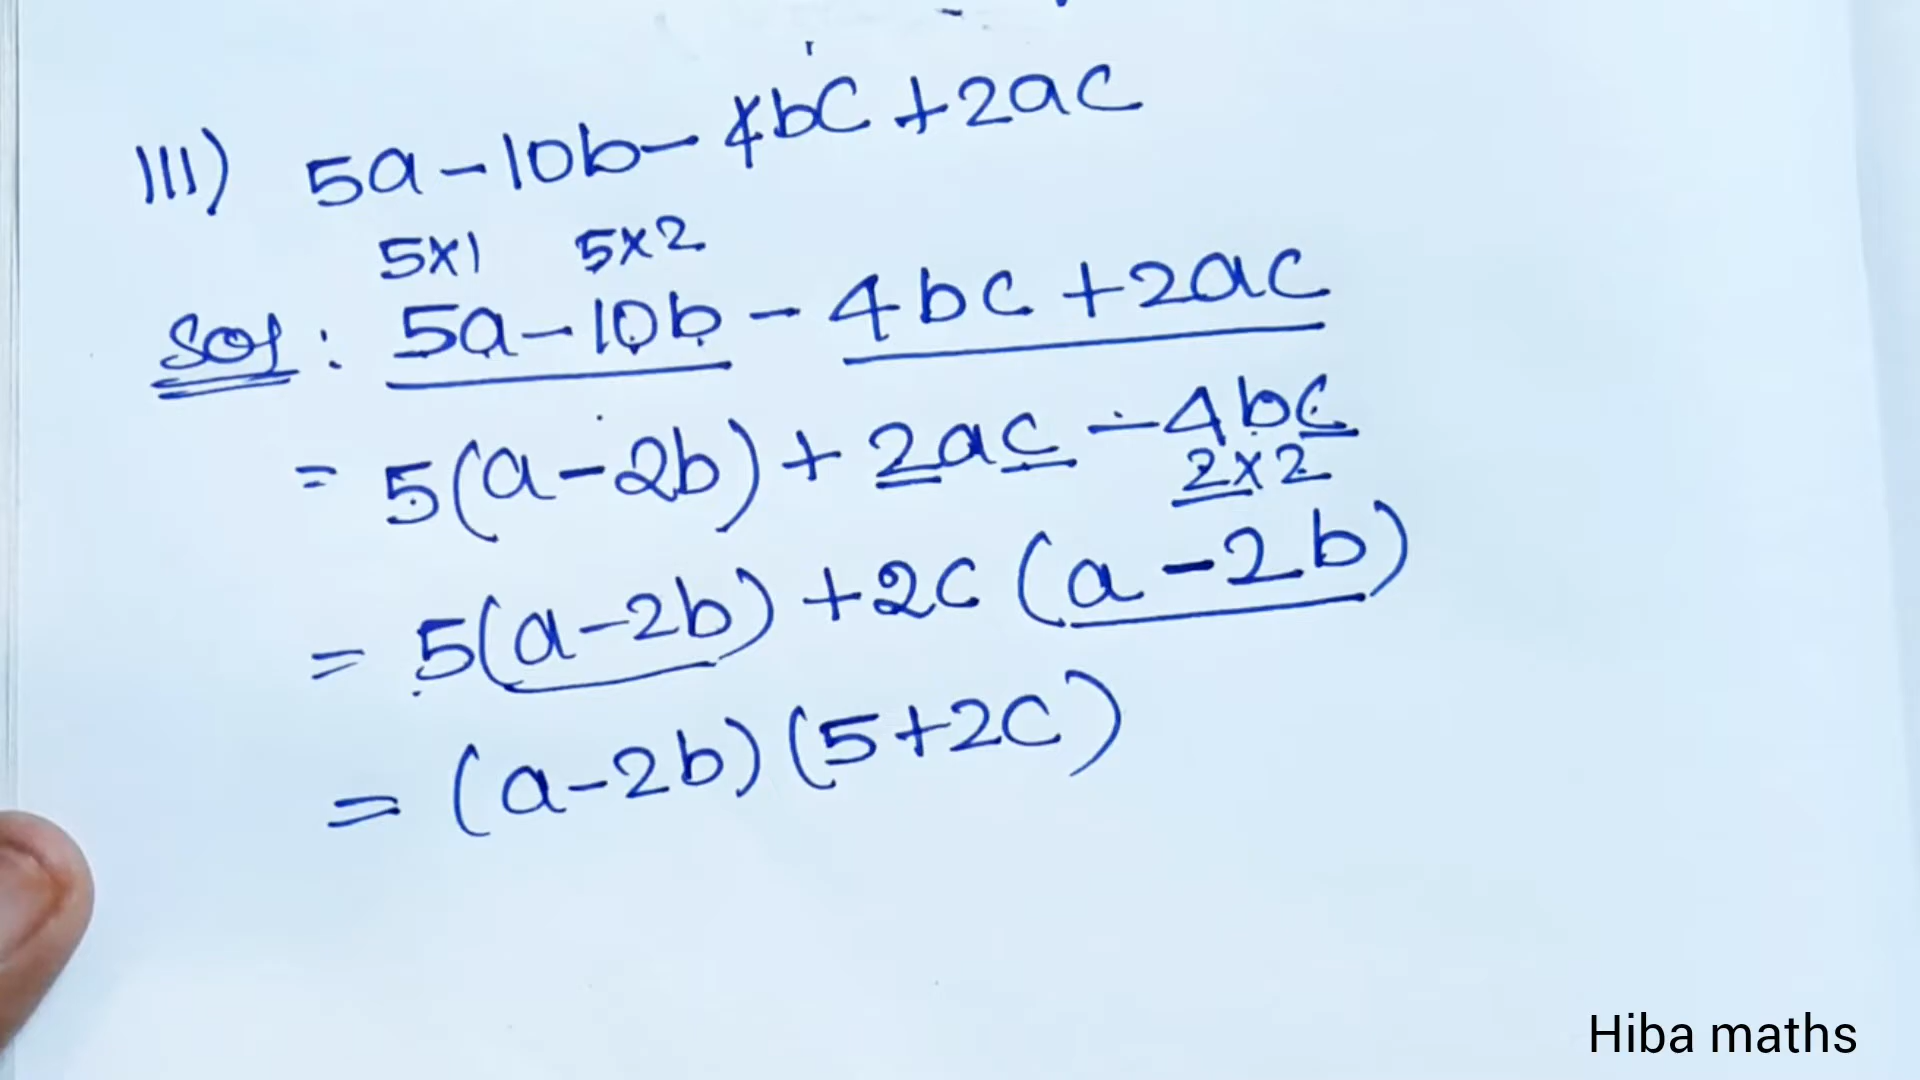 III) 5a-10b-4bc+2ac
5x1 5x2
Sol: 5a-10b-4bc+2ac
= 5(a-2b)+2ac-4bc
2x2
= 5(a-2b)+2c(a-2b)
= (a-2b)(5+2c)
Hiba maths